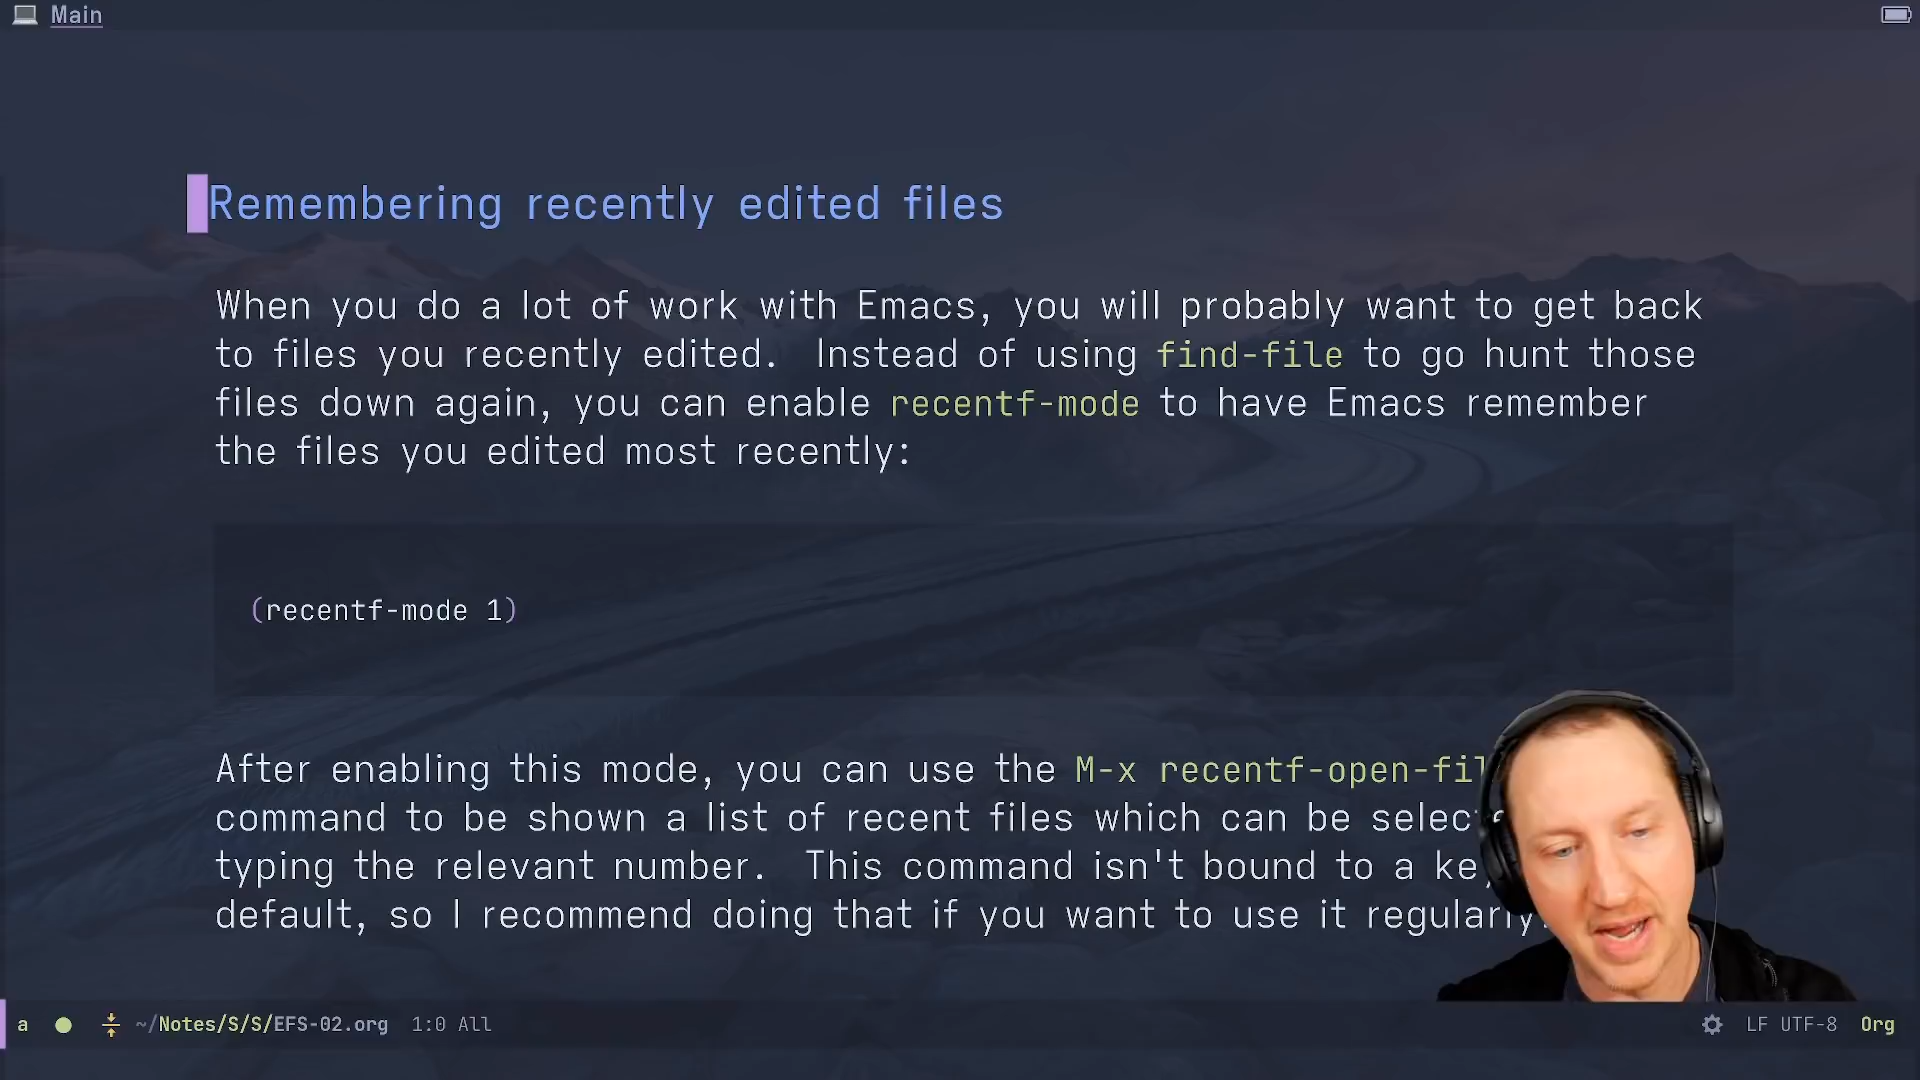 Main
Remembering recently edited files
When you do a lot of work with Emacs, you will probably want to get back
to files you recently edited. Instead of using find-file to go hunt those
files down again, you can enable recentf-mode to have Emacs remember
the files you edited most recently:
(recentf-mode 1)
After enabling this mode, you can use the M-x
command to be shown a list of recent files which can be
typing the relevant number. This command isn't bound to a
default, so I recommend doing that if you want to use it regularly.
a ~/Notes/S/S/EFS-02.org 1:0 All LF UTF-8 Org